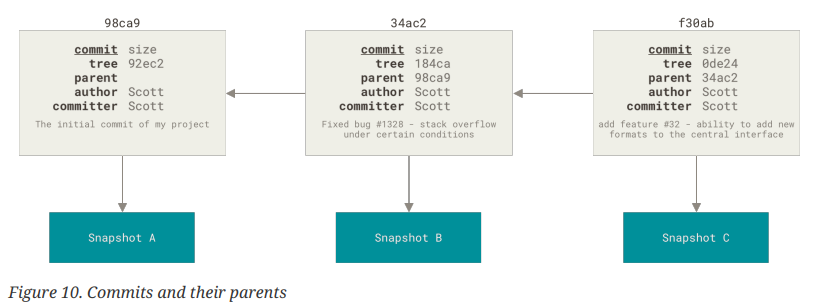 98ca9
commit size
tree 92ec2
parent
author Scott
committer Scott
The initial commit of my project
Snapshot A
34ac2
commit size
tree 184ca
parent 98ca9
author Scott
committer Scott
Fixed bug #1328 - stack overflow
under certain conditions
Snapshot B
f30ab
commit size
tree 0de24
parent 34ac2
author Scott
committer Scott
add feature #32 - ability to add new
formats to the central interface
Snapshot C
Figure 10. Commits and their parents